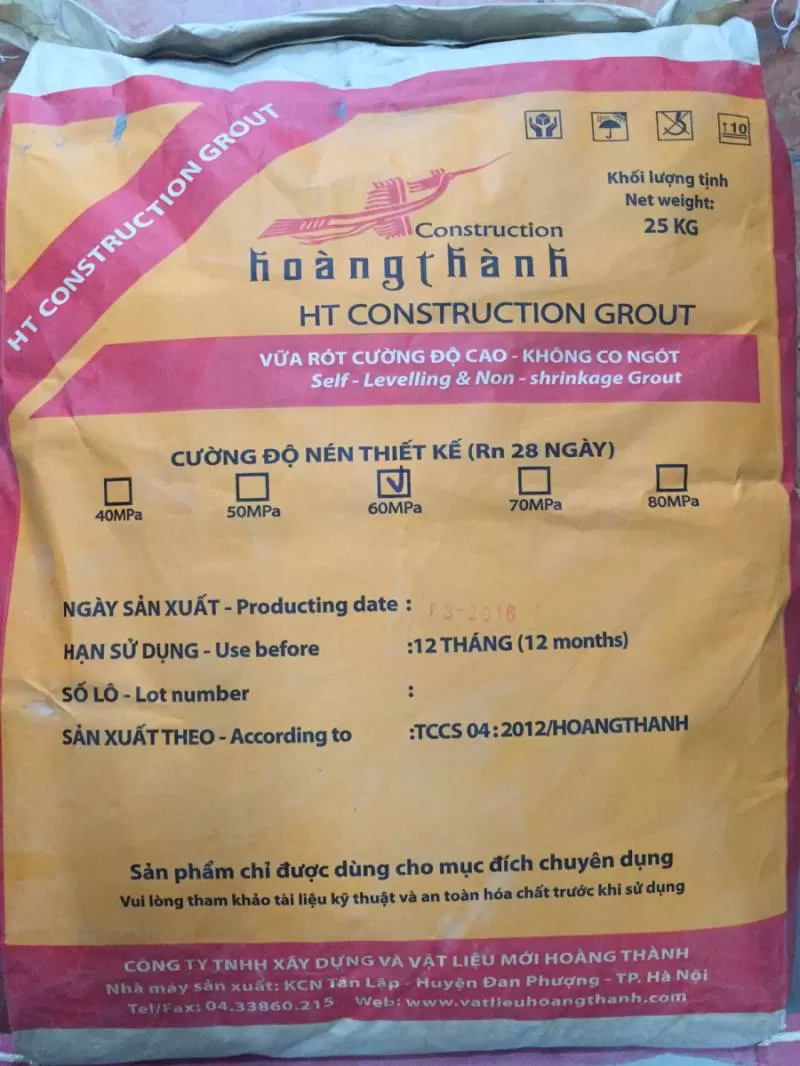 HT CONSTRUCTION GROUT
↑10
Khối lượng tịnh
Net weight:
25 KG
Construction
hoàngthành
HT CONSTRUCTION GROUT
VỮA RÓT CƯỜNG ĐỘ CAO - KHÔNG CO NGÓT
Self - Levelling & Non - shrinkage Grout
CƯỜNG ĐỘ NÉN THIẾT KẾ (Rn 28 NGÀY)
40MPa 50MPa 60MPa 70MPa 80MPa
NGÀY SẢN XUẤT - Producting date : 3-2016
HẠN SỬ DỤNG - Use before :12 THÁNG (12 months)
SỐ LÔ - Lot number :
SẢN XUẤT THEO - According to :TCCS 04:2012/HOANGTHANH
Sản phẩm chỉ được dùng cho mục đích chuyên dụng
Vui lòng tham khảo tài liệu kỹ thuật và an toàn hóa chất trước khi sử dụng
CÔNG TY TNHH XÂY DỰNG VÀ VẬT LIỆU MỚI HOÀNG THÀNH
Nhà máy sản xuất: KCN Tân Lập - Huyện Đan Phượng - TP. Hà Nội
Tel/Fax: 04.33860.215 Web: www.vatlieuhoangthanh.com